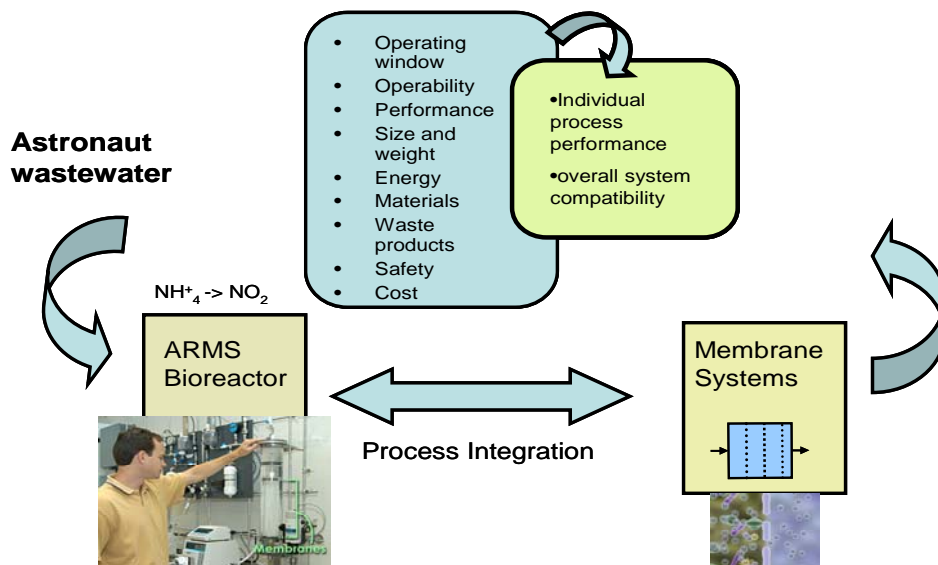 • Operating
window
• Operability
• Performance
• Size and
weight
• Energy
• Materials
• Waste
products
• Safety
• Cost
•Individual
process
performance
•overall system
compatibility
Astronaut
wastewater
NH⁺₄ -> NO₂
ARMS
Bioreactor
Membrane
Systems
Process Integration
Membranes